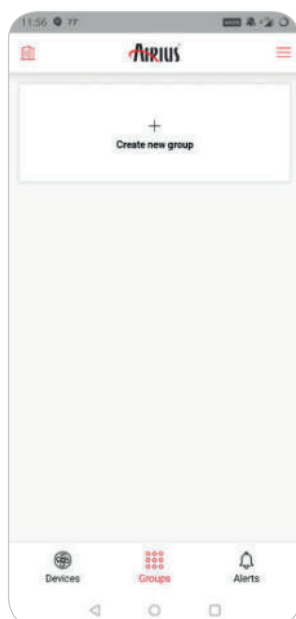 11:56
AIRIUS
+
Create new group
Devices
Groups
Alerts